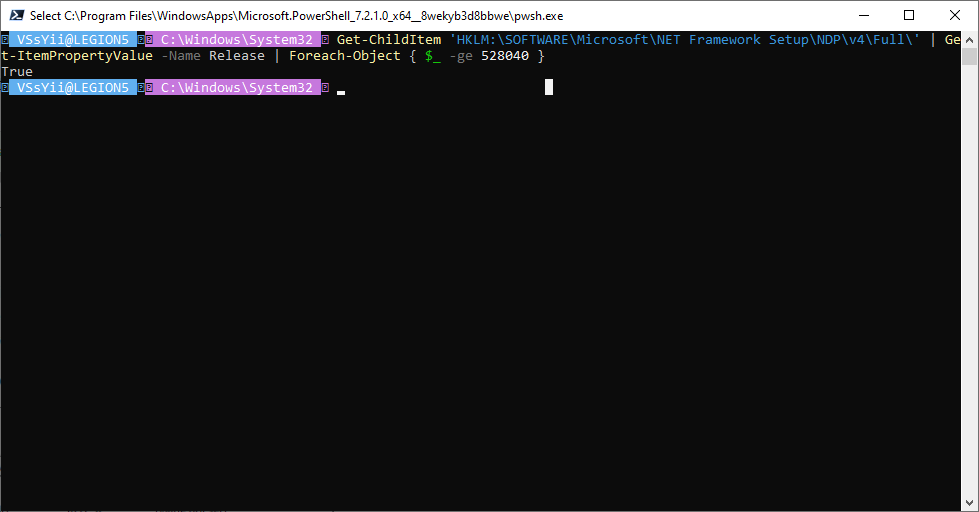 Select C:\Program Files\WindowsApps\Microsoft.PowerShell_7.2.1.0_x64__8wekyb3d8bbwe\pwsh.exe
VSsYii@LEGION5 C:\Windows\System32 Get-ChildItem 'HKLM:\SOFTWARE\Microsoft\NET Framework Setup\NDP\v4\Full\' | Ge
t-ItemPropertyValue -Name Release | Foreach-Object { $_ -ge 528040 }
True
VSsYii@LEGION5 C:\Windows\System32